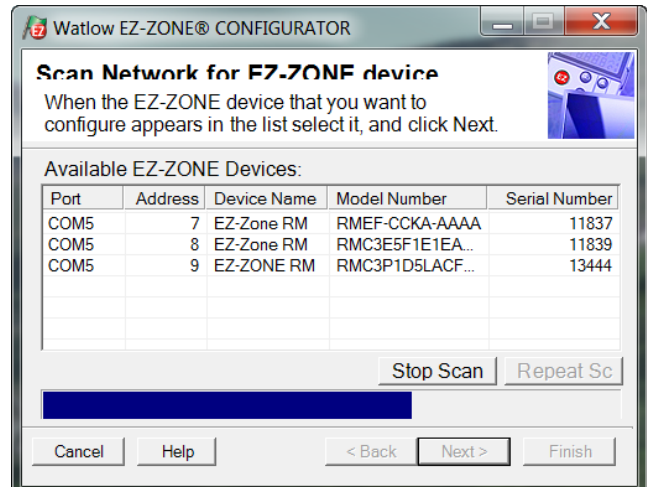 Watlow EZ-ZONE® CONFIGURATOR
Scan Network for EZ-ZONE device
When the EZ-ZONE device that you want to
configure appears in the list select it, and click Next.
Available EZ-ZONE Devices:
Port Address Device Name Model Number Serial Number
COM5 7 EZ-Zone RM RMEF-CCKA-AAAA 11837
COM5 8 EZ-Zone RM RMC3E5F1E1EA... 11839
COM5 9 EZ-ZONE RM RMC3P1D5LACF... 13444
Stop Scan Repeat Sc
Cancel Help < Back Next > Finish